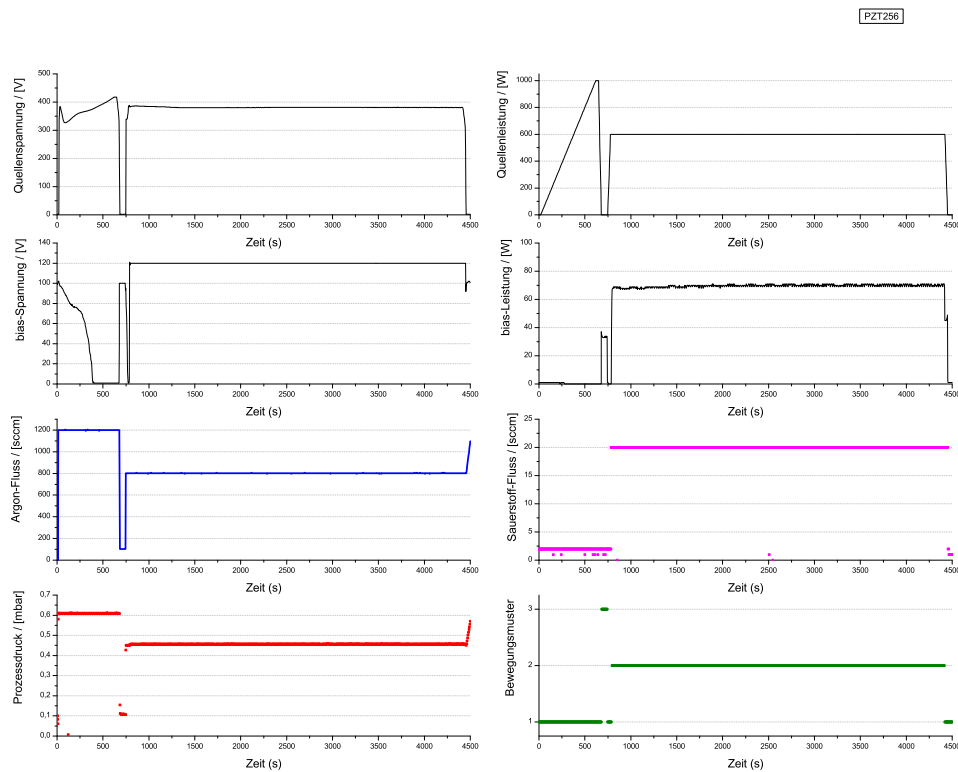 PZT256
Quellenspannung / [V]
500
400
300
200
100
0
0 500 1000 1500 2000 2500 3000 3500 4000 4500
Zeit (s)
Quellenleistung / [W]
1000
800
600
400
200
0
0 500 1000 1500 2000 2500 3000 3500 4000 4500
Zeit (s)
bias-Spannung / [V]
140
120
100
80
60
40
20
0
0 500 1000 1500 2000 2500 3000 3500 4000 4500
Zeit (s)
bias-Leistung / [W]
100
80
60
40
20
0
0 500 1000 1500 2000 2500 3000 3500 4000 4500
Zeit (s)
Argon-Fluss / [sccm]
1200
1000
800
600
400
200
0
0 500 1000 1500 2000 2500 3000 3500 4000 4500
Zeit (s)
Sauerstoff-Fluss / [sccm]
25
20
15
10
5
0
0 500 1000 1500 2000 2500 3000 3500 4000 4500
Zeit (s)
Prozessdruck / [mbar]
0,7
0,6
0,5
0,4
0,3
0,2
0,1
0,0
0 500 1000 1500 2000 2500 3000 3500 4000 4500
Zeit (s)
Bewegungsmuster
3
2
1
0 500 1000 1500 2000 2500 3000 3500 4000 4500
Zeit (s)